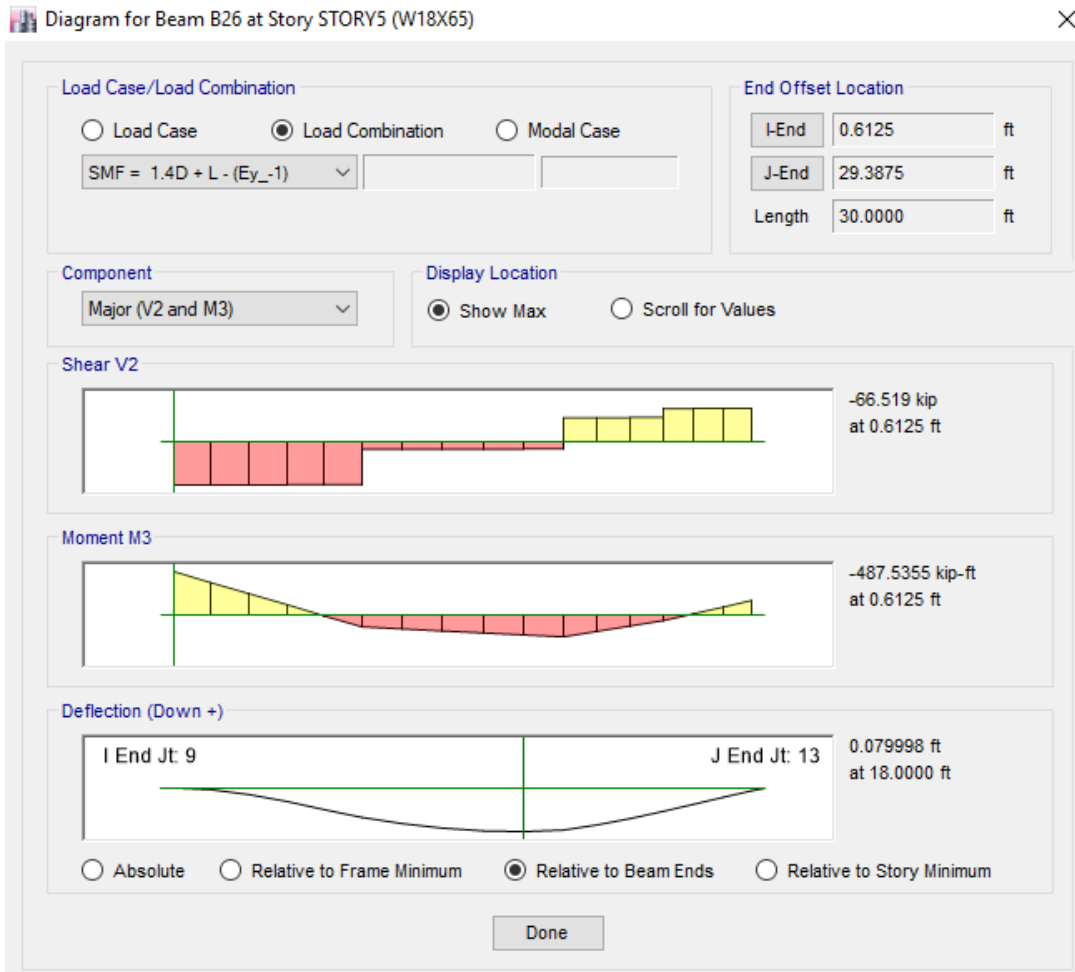 Diagram for Beam B26 at Story STORY5 (W18X65)
Load Case/Load Combination
Load Case Load Combination Modal Case
SMF = 1.4D + L - (Ey_-1)
End Offset Location
I-End 0.6125 ft
J-End 29.3875 ft
Length 30.0000 ft
Component
Major (V2 and M3)
Display Location
Show Max Scroll for Values
Shear V2
-66.519 kip
at 0.6125 ft
Moment M3
-487.5355 kip-ft
at 0.6125 ft
Deflection (Down +)
I End Jt: 9 J End Jt: 13
0.079998 ft
at 18.0000 ft
Absolute Relative to Frame Minimum Relative to Beam Ends Relative to Story Minimum
Done